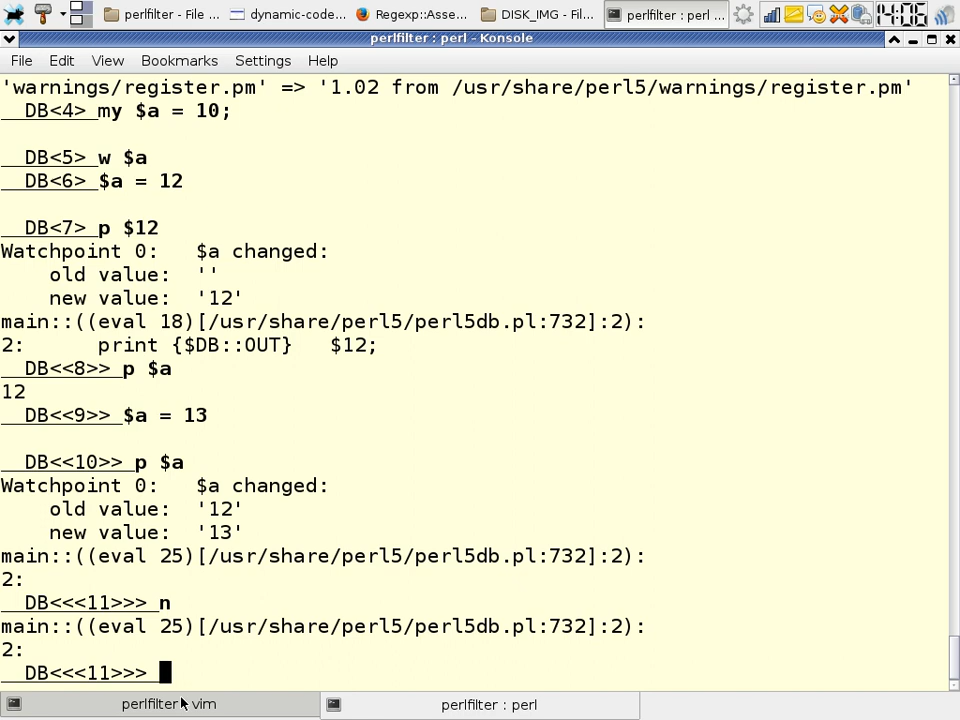 perlfilter - File ...
dynamic-code...
Regexp::Asse...
DISK_IMG - Fil...
perlfilter : perl ...
14:06
perlfilter : perl - Konsole
File Edit View Bookmarks Settings Help
'warnings/register.pm' => '1.02 from /usr/share/perl5/warnings/register.pm'
DB<4> my $a = 10;
DB<5> w $a
DB<6> $a = 12
DB<7> p $12
Watchpoint 0:   $a changed:
    old value:  ''
    new value:  '12'
main::((eval 18)[/usr/share/perl5/perl5db.pl:732]:2):
2:      print {$DB::OUT}   $12;
DB<<8>> p $a
12
DB<<9>> $a = 13
DB<<10>> p $a
Watchpoint 0:   $a changed:
    old value:  '12'
    new value:  '13'
main::((eval 25)[/usr/share/perl5/perl5db.pl:732]:2):
2:
DB<<<11>>> n
main::((eval 25)[/usr/share/perl5/perl5db.pl:732]:2):
2:
DB<<<11>>>
perlfilter : vim
perlfilter : perl